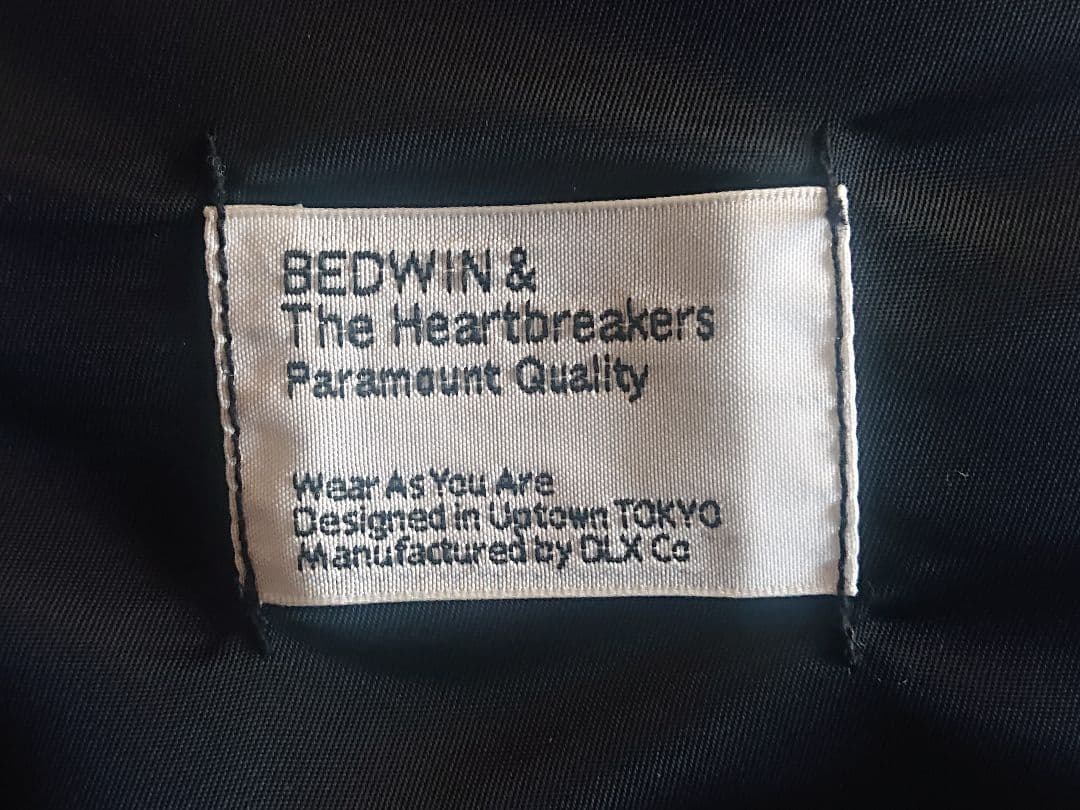 BEDWIN &
The Heartbreakers
Paramount Quality
Wear As You Are
Designed in Uptown TOKYO
Manufactured by DLX Co